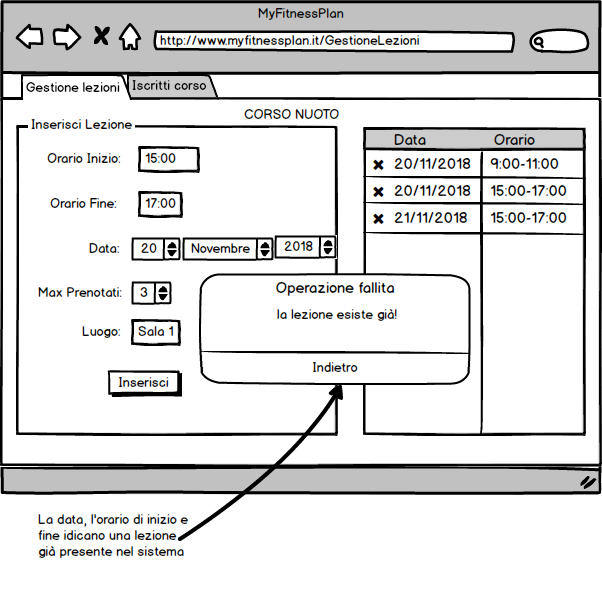 MyFitnessPlan
http://www.myfitnessplan.it/GestioneLezioni
Gestione lezioni
Iscritti corso
CORSO NUOTO
Inserisci Lezione
Orario Inizio: 15:00
Orario Fine: 17:00
Data: 20 Novembre 2018
Max Prenotati: 3
Luogo: Sala 1
Inserisci
Data Orario
20/11/2018 9:00-11:00
20/11/2018 15:00-17:00
21/11/2018 15:00-17:00
Operazione fallita
la lezione esiste già!
Indietro
La data, l'orario di inizio e
fine idicano una lezione
già presente nel sistema